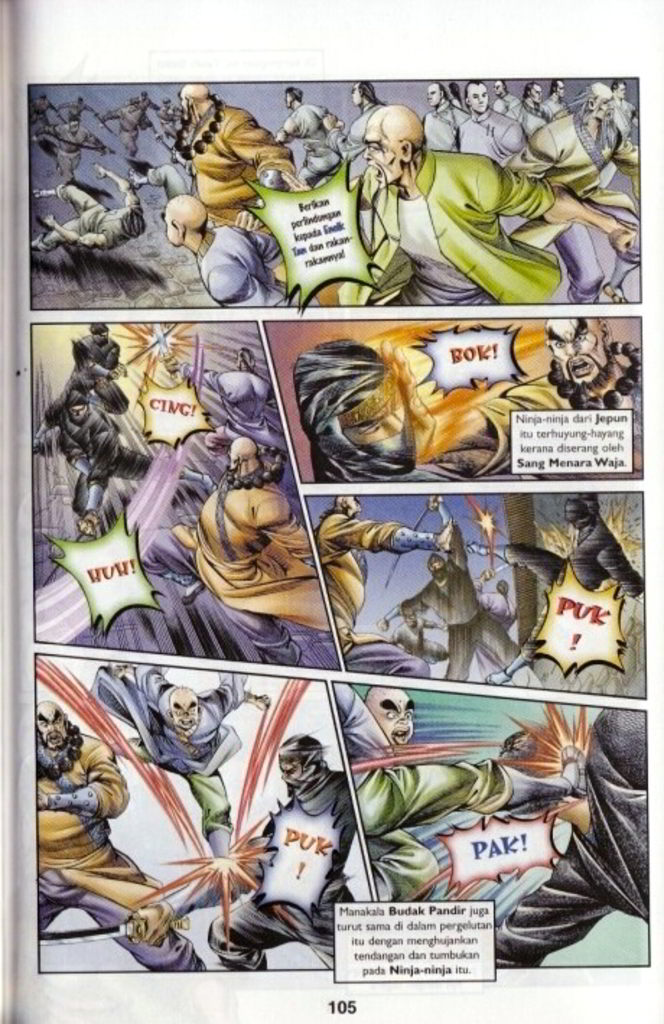 Berikan
perlindungan
kepada Encik
Tan dan rakan-
rakannya!
CING!
BOK!
Ninja-ninja dari Jepun
itu terhuyung-hayang
kerana diserang oleh
Sang Menara Waja.
HUH!
PUK
!
PUK
!
PAK!
Manakala Budak Pandir juga
turut sama di dalam pergelutan
itu dengan menghujankan
tendangan dan tumbukan
pada Ninja-ninja itu.
105